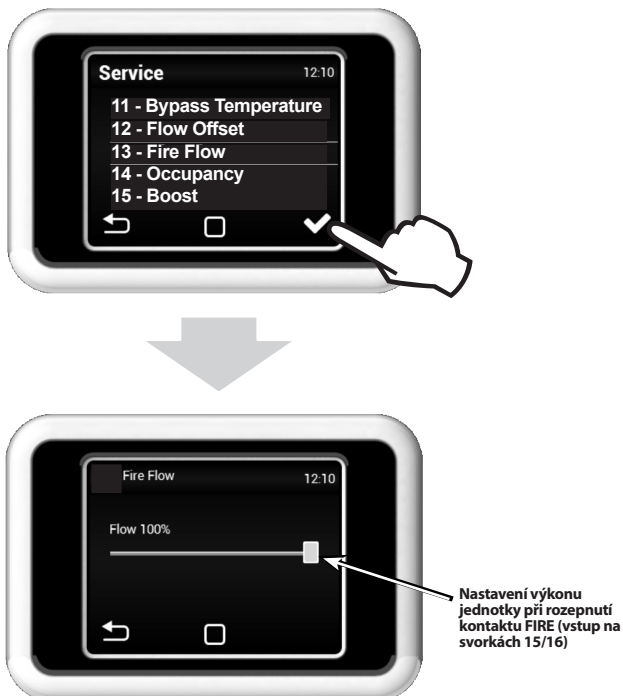 Service 12:10
11 - Bypass Temperature
12 - Flow Offset
13 - Fire Flow
14 - Occupancy
15 - Boost
Fire Flow 12:10
Flow 100%
Nastavení výkonu
jednotky při rozepnutí
kontaktu FIRE (vstup na
svorkách 15/16)